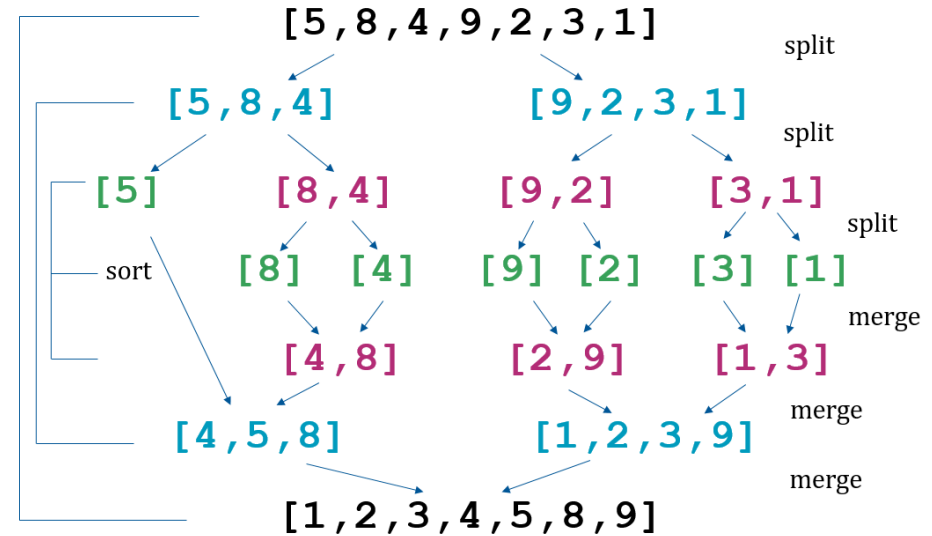 [5,8,4,9,2,3,1]
split
[5,8,4] [9,2,3,1]
split
[5] [8,4] [9,2] [3,1]
split
sort [8] [4] [9] [2] [3] [1]
merge
[4,8] [2,9] [1,3]
merge
[4,5,8] [1,2,3,9]
merge
[1,2,3,4,5,8,9]